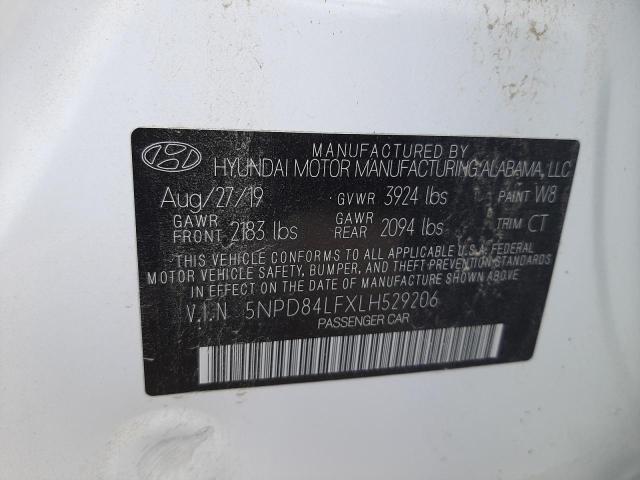 MANUFACTURED BY
HYUNDAI MOTOR MANUFACTURING ALABAMA, LLC
Aug/27/19 GVWR 3924 lbs PAINT W8
GAWR FRONT 2183 lbs GAWR REAR 2094 lbs TRIM CT
THIS VEHICLE CONFORMS TO ALL APPLICABLE U.S.A. FEDERAL
MOTOR VEHICLE SAFETY, BUMPER, AND THEFT PREVENTION
STANDARDS IN EFFECT ON THE DATE OF MANUFACTURE SHOWN ABOVE.
V.I.N 5NPD84LFXLH529206
PASSENGER CAR